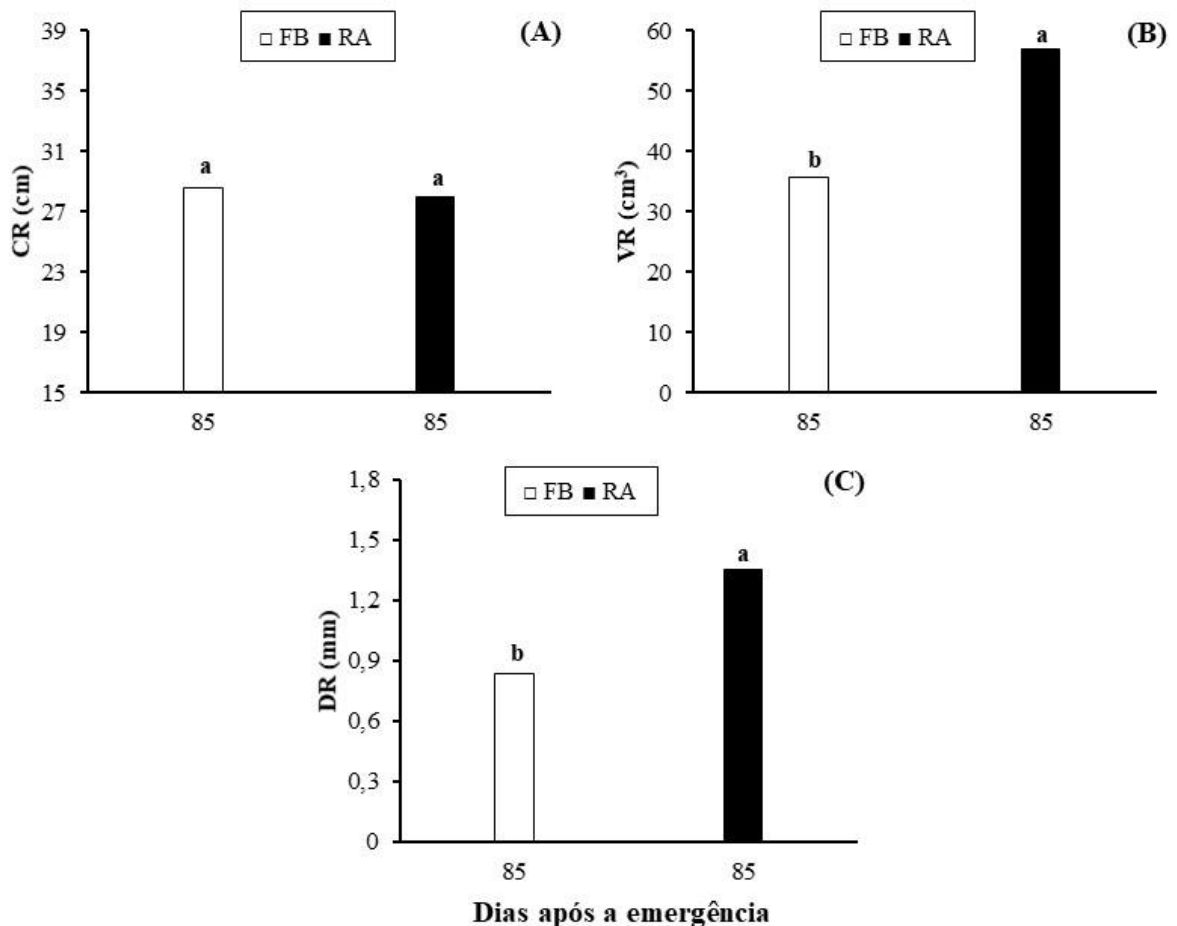 (A)
□ FB ■ RA
39
35
31
27
23
19
15
CR (cm)
a
a
85
85
(B)
□ FB ■ RA
60
50
40
30
20
10
0
VR (cm³)
b
a
85
85
(C)
□ FB ■ RA
1,8
1,5
1,2
0,9
0,6
0,3
0
DR (mm)
b
a
85
85
Dias após a emergência